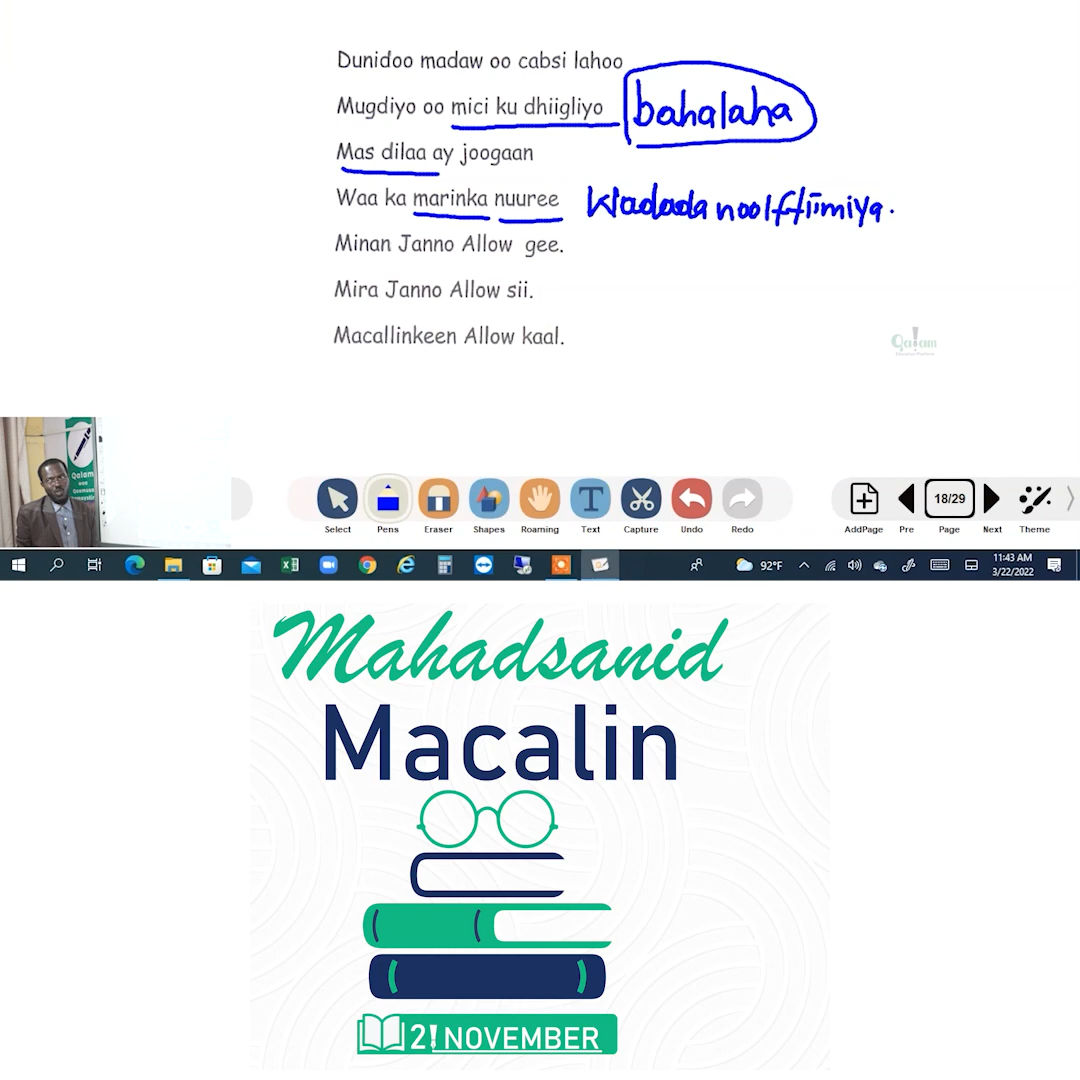 Dunidoo madaw oo cabsi lahoo
Mugdiyo oo mici ku dhiigliyo bahalaha
Mas dilaa ay joogaan
Waa ka marinka nuuree
Minan Janno Allow gee.
Mira Janno Allow sii.
Macallinkeen Allow kaal.
Qalam
Qalam
Select Pens Eraser Shapes Roaming Text Capture Undo Redo AddPage Pre Page Next Theme
18/29
92°F 11:43 AM
3/22/2022
Mahadsanid
Macalin
21 NOVEMBER